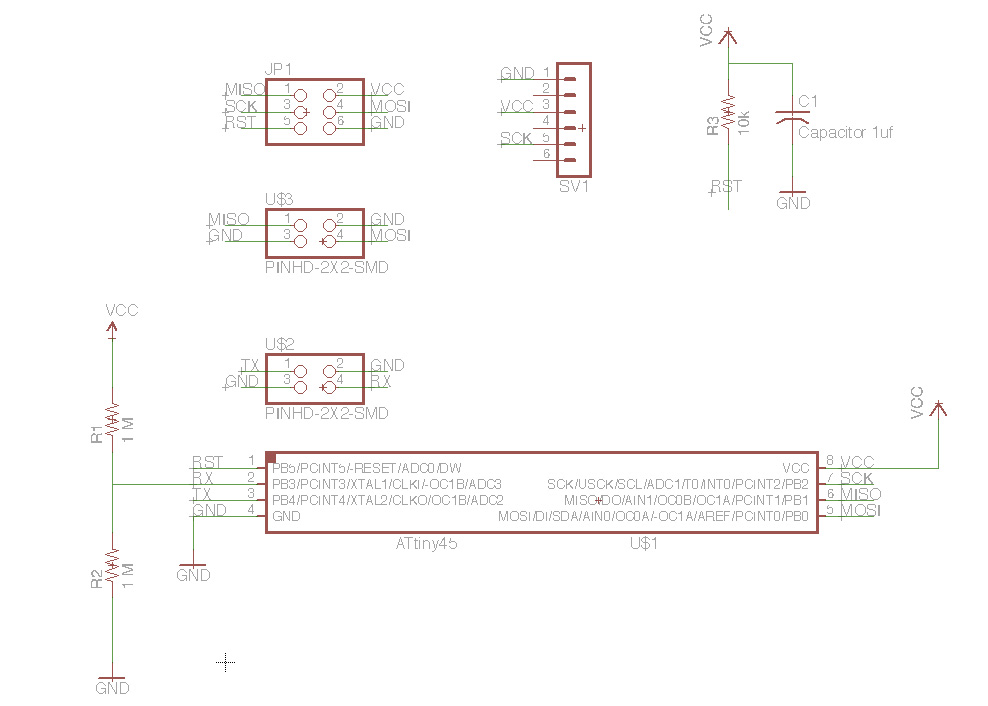 VCC
R3
10k
C1
Capacitor 1uf
RST
GND
JP1
MISO 1 2 VCC
SCK 3 4 MOSI
RST 5 6 GND
GND 1
2
VCC 3
4
SCK 5
6
SV1
U$3
MISO 1 2 GND
GND 3 4 MOSI
PINHD-2X2-SMD
VCC
R1
1 M
R2
1 M
GND
U$2
TX 1 2 GND
GND 3 4 RX
PINHD-2X2-SMD
VCC
RST 1 PB5/PCINT5/-RESET/ADC0/DW VCC 8 VCC
RX 2 PB3/PCINT3/XTAL1/CLKI/-OC1B/ADC3 SCK/USCK/SCL/ADC1/T0/INT0/PCINT2/PB2 7 SCK
TX 3 PB4/PCINT4/XTAL2/CLKO/OC1B/ADC2 MISO/DO/AIN1/OC0B/OC1A/PCINT1/PB1 6 MISO
GND 4 GND MOSI/DI/SDA/AIN0/OC0A/-OC1A/AREF/PCINT0/PB0 5 MOSI
ATtiny45 U$1
GND